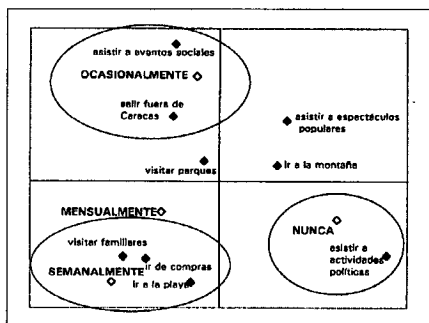 asistir a eventos sociales
OCASIONALMENTE
salir fuera de
Caracas
asistir a espectáculos
populares
visitar parques
Ir a la montaña
MENSUALMENTE
NUNCA
visitar familiares
asistir a
actividades
políticas
ir de compras
SEMANALMENTE
Ir a la playa